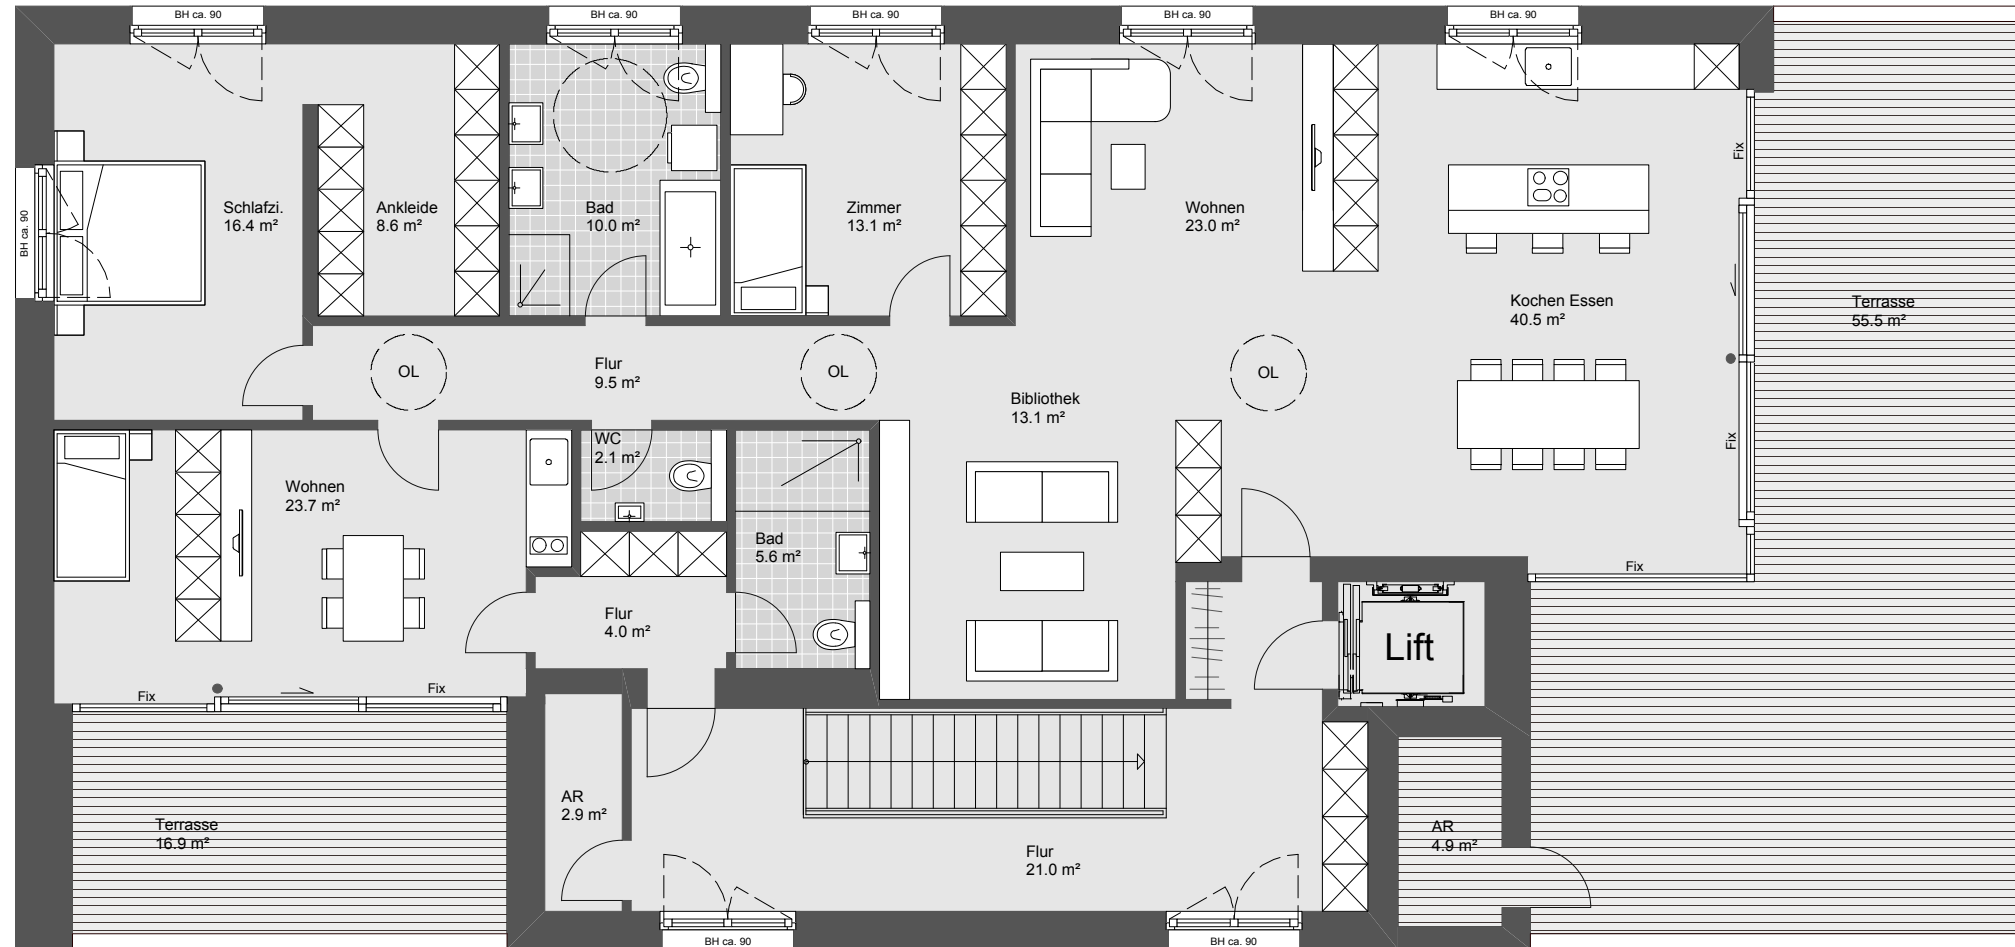 BH ca. 90
BH ca. 90
BH ca. 90
BH ca. 90
BH ca. 90
BH ca. 90
Schlafzi.
16.4 m²
Ankleide
8.6 m²
Bad
10.0 m²
Zimmer
13.1 m²
Wohnen
23.0 m²
Fix
Kochen Essen
40.5 m²
Terrasse
55.5 m²
OL
Flur
9.5 m²
OL
OL
Bibliothek
13.1 m²
Fix
WC
2.1 m²
Wohnen
23.7 m²
Bad
5.6 m²
Fix
Flur
4.0 m²
Lift
Fix
Fix
AR
2.9 m²
Terrasse
16.9 m²
Flur
21.0 m²
AR
4.9 m²
BH ca. 90
BH ca. 90